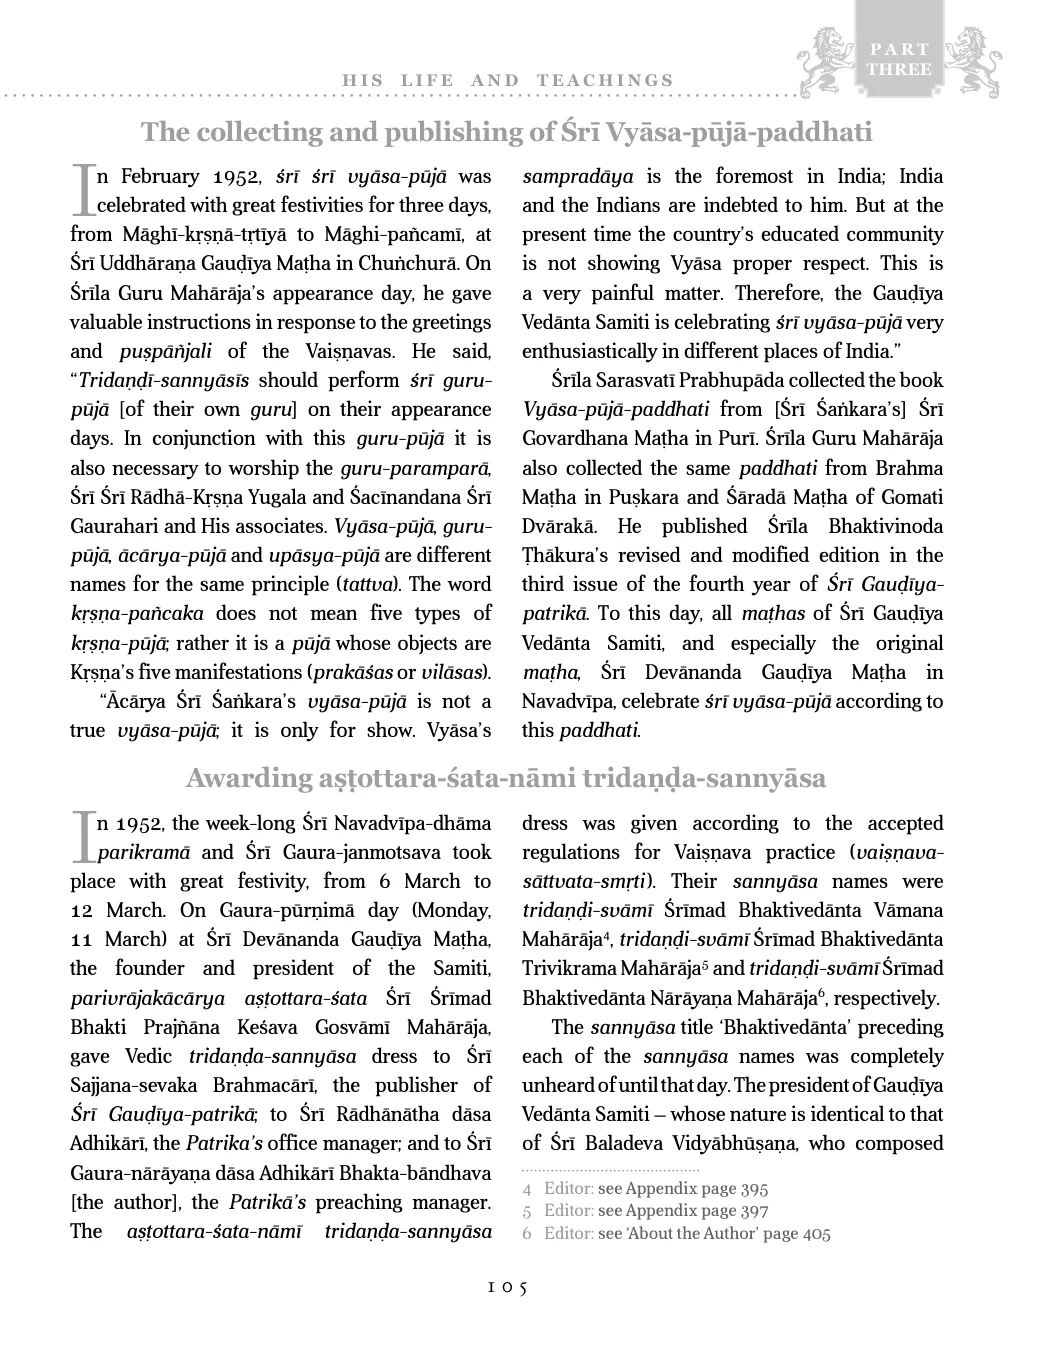 PART
THREE
HIS LIFE AND TEACHINGS
The collecting and publishing of Śrī Vyāsa-pūjā-paddhati
In February 1952, śrī śrī vyāsa-pūjā was
celebrated with great festivities for three days,
from Māghī-kṛṣṇā-tṛtīyā to Māghi-pañcamī, at
Śrī Uddhāraṇa Gauḍīya Maṭha in Chuṅchurā. On
Śrīla Guru Mahārāja’s appearance day, he gave
valuable instructions in response to the greetings
and puṣpāñjali of the Vaiṣṇavas. He said,
“Tridaṇḍī-sannyāsīs should perform śrī guru-
pūjā [of their own guru] on their appearance
days. In conjunction with this guru-pūjā it is
also necessary to worship the guru-paramparā,
Śrī Śrī Rādhā-Kṛṣṇa Yugala and Śacīnandana Śrī
Gaurahari and His associates. Vyāsa-pūjā, guru-
pūjā, ācārya-pūjā and upāsya-pūjā are different
names for the same principle (tattva). The word
kṛṣṇa-pañcaka does not mean five types of
kṛṣṇa-pūjā; rather it is a pūjā whose objects are
Kṛṣṇa’s five manifestations (prakāśas or vilāsas).
“Ācārya Śrī Śaṅkara’s vyāsa-pūjā is not a
true vyāsa-pūjā; it is only for show. Vyāsa’s
sampradāya is the foremost in India; India
and the Indians are indebted to him. But at the
present time the country’s educated community
is not showing Vyāsa proper respect. This is
a very painful matter. Therefore, the Gauḍīya
Vedānta Samiti is celebrating śrī vyāsa-pūjā very
enthusiastically in different places of India.”
Śrīla Sarasvatī Prabhupāda collected the book
Vyāsa-pūjā-paddhati from [Śrī Śaṅkara’s] Śrī
Govardhana Maṭha in Purī. Śrīla Guru Mahārāja
also collected the same paddhati from Brahma
Maṭha in Puṣkara and Śāradā Maṭha of Gomati
Dvārakā. He published Śrīla Bhaktivinoda
Ṭhākura’s revised and modified edition in the
third issue of the fourth year of Śrī Gauḍīya-
patrikā. To this day, all maṭhas of Śrī Gauḍīya
Vedānta Samiti, and especially the original
maṭha, Śrī Devānanda Gauḍīya Maṭha in
Navadvīpa, celebrate śrī vyāsa-pūjā according to
this paddhati.
Awarding aṣṭottara-śata-nāmi tridaṇḍa-sannyāsa
In 1952, the week-long Śrī Navadvīpa-dhāma
parikramā and Śrī Gaura-janmotsava took
place with great festivity, from 6 March to
12 March. On Gaura-pūrṇimā day (Monday,
11 March) at Śrī Devānanda Gauḍīya Maṭha,
the founder and president of the Samiti,
parivrājakācārya aṣṭottara-śata Śrī Śrīmad
Bhakti Prajñāna Keśava Gosvāmī Mahārāja,
gave Vedic tridaṇḍa-sannyāsa dress to Śrī
Sajjana-sevaka Brahmacārī, the publisher of
Śrī Gauḍīya-patrikā; to Śrī Rādhānātha dāsa
Adhikārī, the Patrika’s office manager; and to Śrī
Gaura-nārāyaṇa dāsa Adhikārī Bhakta-bāndhava
[the author], the Patrikā’s preaching manager.
The aṣṭottara-śata-nāmī tridaṇḍa-sannyāsa
dress was given according to the accepted
regulations for Vaiṣṇava practice (vaiṣṇava-
sāttvata-smṛti). Their sannyāsa names were
tridaṇḍi-svāmī Śrīmad Bhaktivedānta Vāmana
Mahārāja⁴, tridaṇḍi-svāmī Śrīmad Bhaktivedānta
Trivikrama Mahārāja⁵ and tridaṇḍi-svāmī Śrīmad
Bhaktivedānta Nārāyaṇa Mahārāja⁶, respectively.
The sannyāsa title ‘Bhaktivedānta’ preceding
each of the sannyāsa names was completely
unheard of until that day. The president of Gauḍīya
Vedānta Samiti – whose nature is identical to that
of Śrī Baladeva Vidyābhūṣaṇa, who composed
4 Editor: see Appendix page 395
5 Editor: see Appendix page 397
6 Editor: see ‘About the Author’ page 405
105